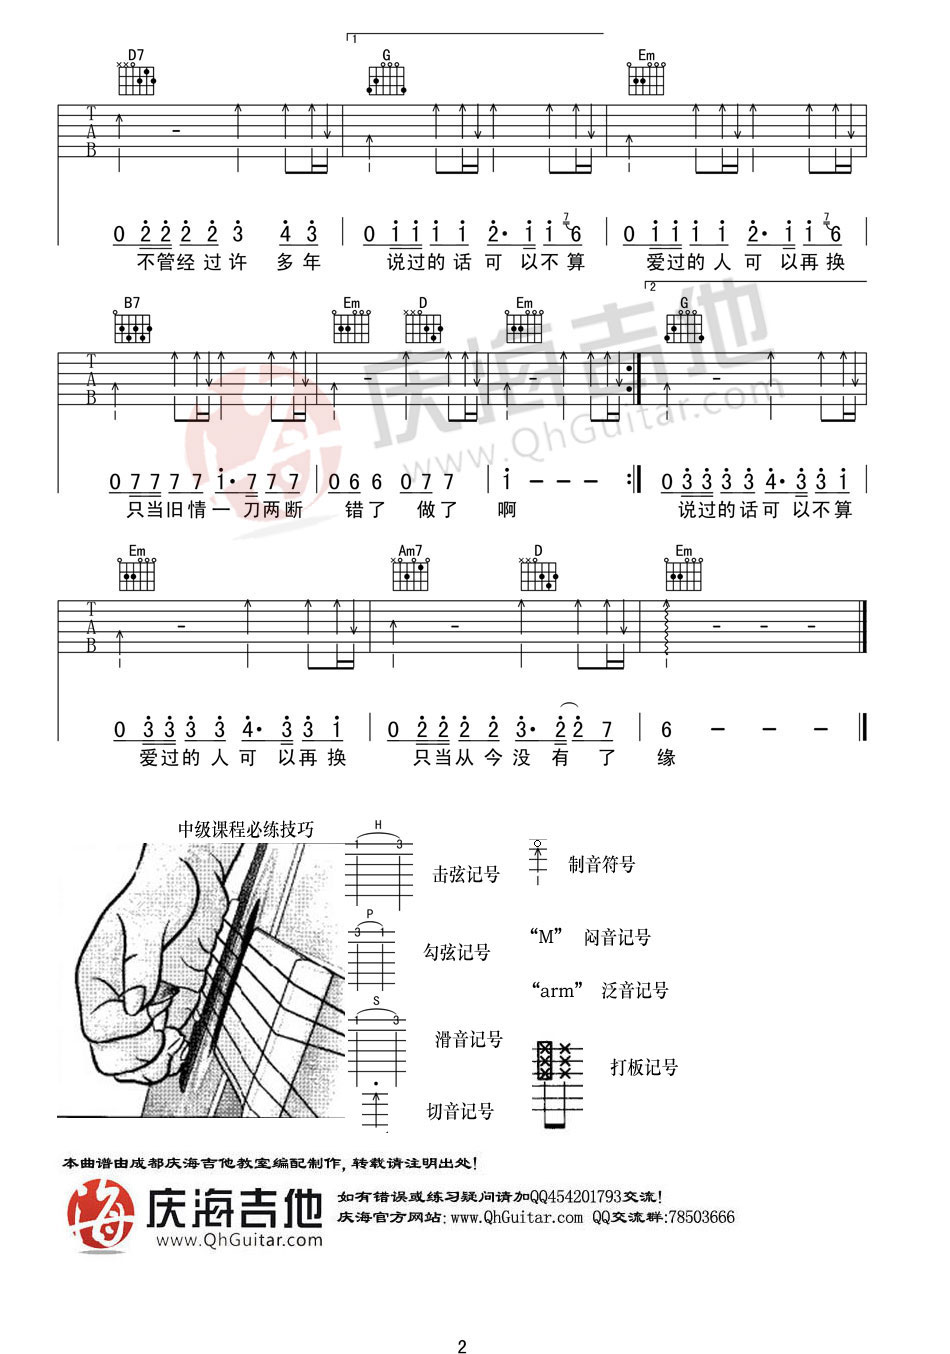 1
D7 G Em
T
A
B
0 2 2 2 2 3 4 3 0 1 1 1 1 2· 1 1 7 6 0 1 1 1 1 2· 1 1 7 6
不管经过许 多年 说过的话可 以不算 爱过的人可 以再换
2
B7 Em D Em G
T
A
B
0 7 7 7 7 1· 7 7 7 0 6 6 0 7 7 1 - - - 0 3 3 3 3 4· 3 3 1
只当旧情一 刀两断 错了 做了 啊 说过的话可 以不算
庆海吉他
www.QhGuitar.com
Em Am7 D Em
T
A
B
0 3 3 3 3 4· 3 3 1 0 2 2 2 2 3· 2 2 7 6 - - -
爱过的人可 以再换 只当从今没 有了 缘
中级课程必练技巧
H
1 3
击弦记号
制音符号
P
3 1
勾弦记号
“M” 闷音记号
“arm” 泛音记号
S
1 3
滑音记号
打板记号
切音记号
本曲谱由成都庆海吉他教室编配制作, 转载请注明出处!
海
庆海吉他
www.QhGuitar.com
如有错误或练习疑问请加QQ454201793交流!
庆海官方网站: www.QhGuitar.com QQ交流群:78503666
2